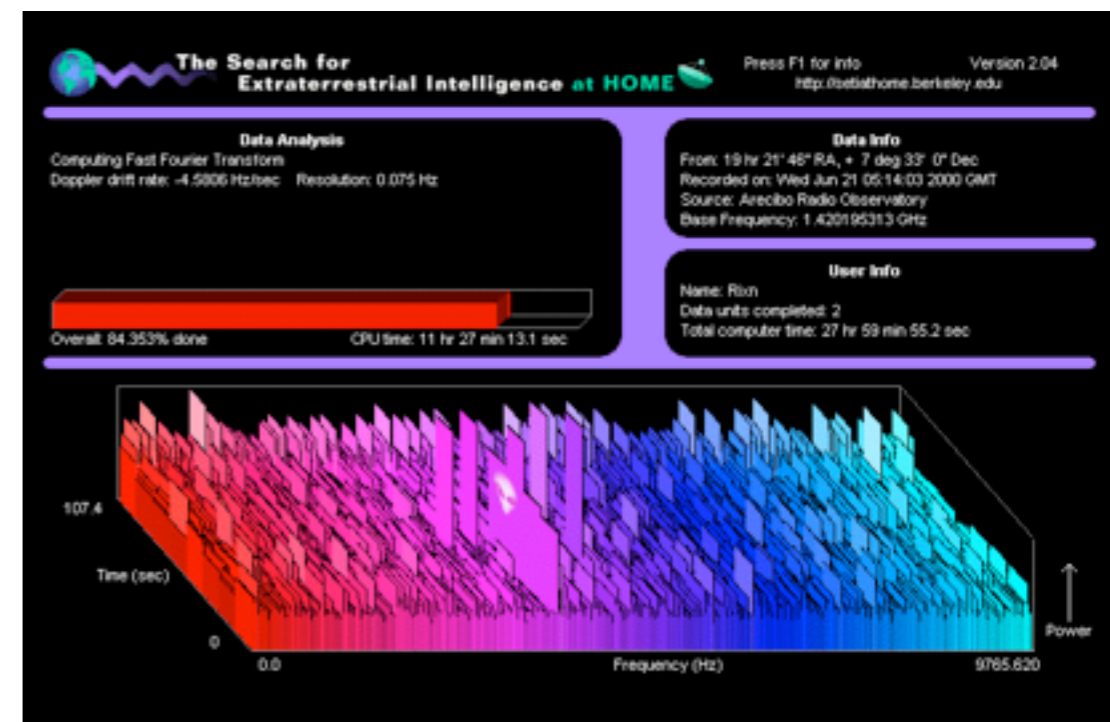 The Search for
Extraterrestrial Intelligence at HOME
Press F1 for info Version 2.04
http://setiathome.berkeley.edu
Data Analysis
Computing Fast Fourier Transform
Doppler drift rate: -4.5806 Hz/sec Resolution: 0.075 Hz
Overall: 84.353% done CPU time: 11 hr 27 min 13.1 sec
Data Info
From: 19 hr 21' 46" RA, + 7 deg 33' 0" Dec
Recorded on: Wed Jun 21 05:14:03 2000 GMT
Source: Arecibo Radio Observatory
Base Frequency: 1.420195313 GHz
User Info
Name: Rixn
Data units completed: 2
Total computer time: 27 hr 59 min 55.2 sec
107.4
Time (sec)
0
0.0
Frequency (Hz)
9765.620
Power